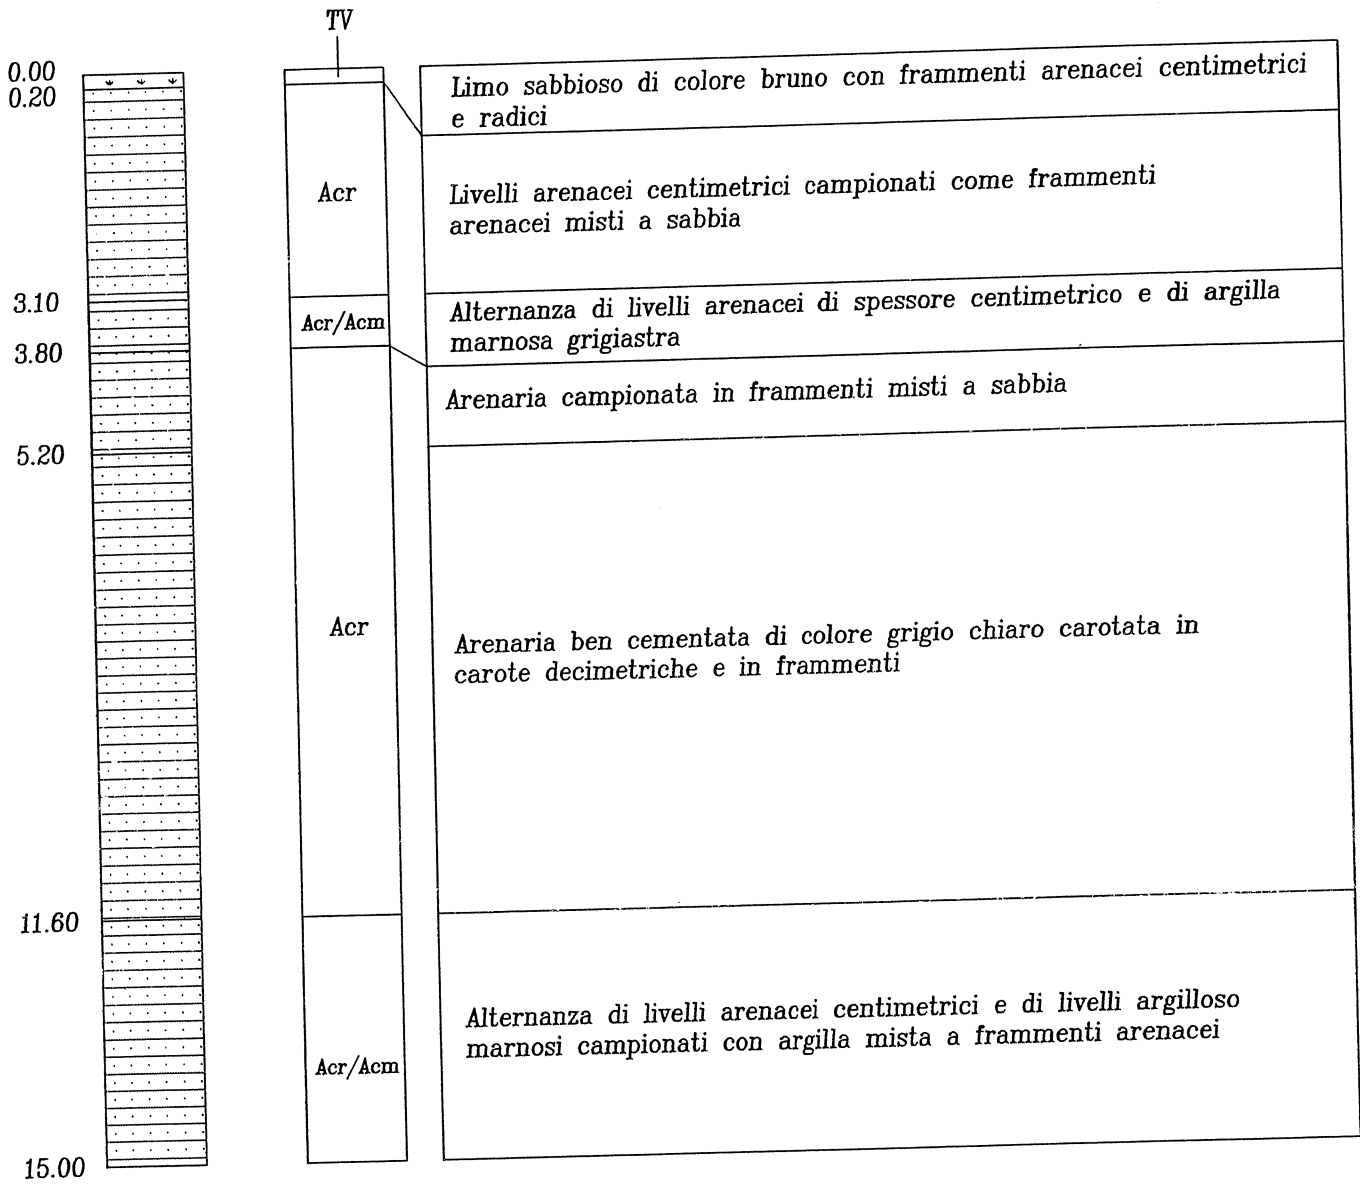 TV
0.00
0.20
Limo sabbioso di colore bruno con frammenti arenacei centimetrici
e radici
Acr
Livelli arenacei centimetrici campionati come frammenti
arenacei misti a sabbia
3.10
Acr/Acm
Alternanza di livelli arenacei di spessore centimetrico e di argilla
marnosa grigiastra
3.80
Arenaria campionata in frammenti misti a sabbia
5.20
Acr
Arenaria ben cementata di colore grigio chiaro carotata in
carote decimetriche e in frammenti
11.60
Alternanza di livelli arenacei centimetrici e di livelli argilloso
marnosi campionati con argilla mista a frammenti arenacei
Acr/Acm
15.00